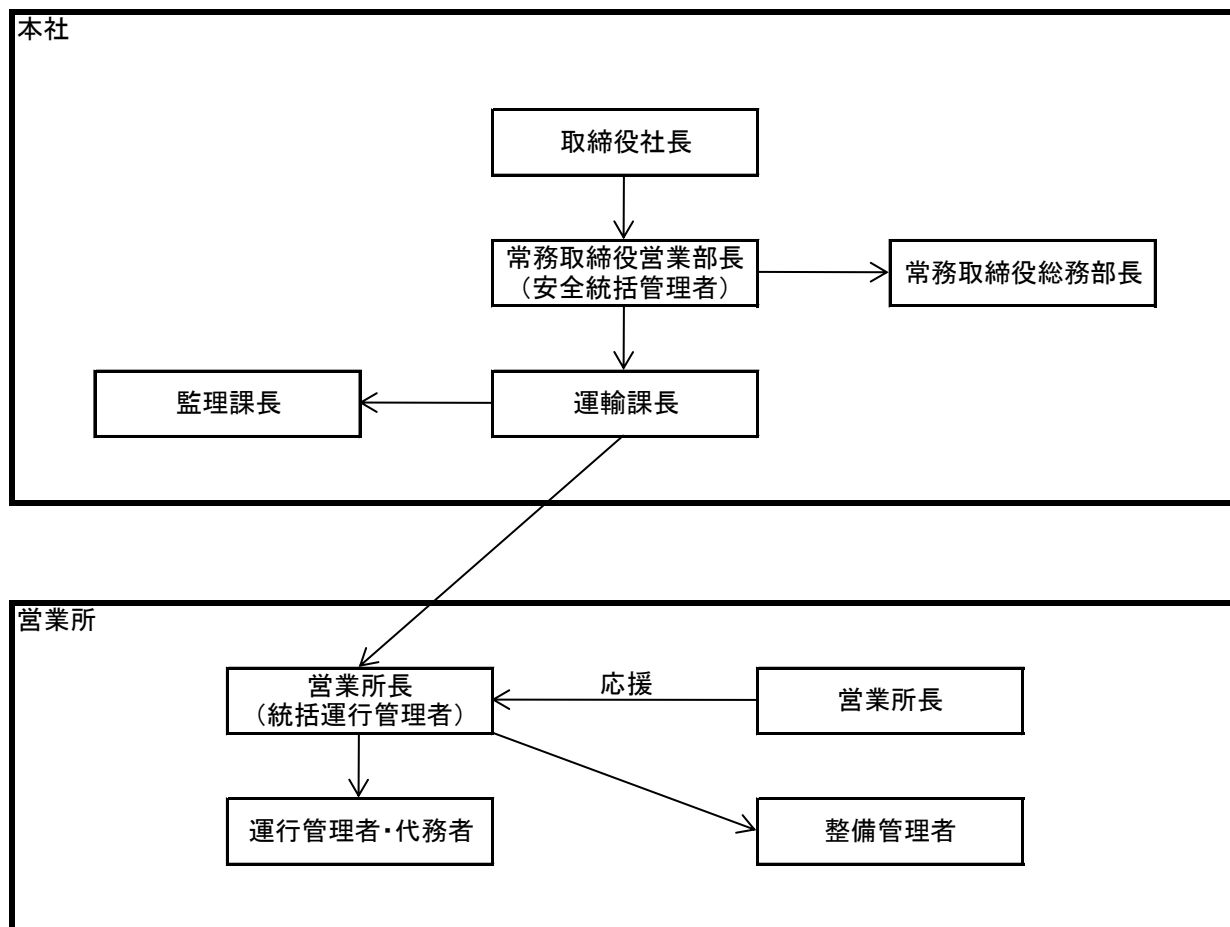 本社
取締役社長
常務取締役営業部長
（安全統括管理者）
常務取締役総務部長
監理課長
運輸課長
営業所
営業所長
（統括運行管理者）
応援
営業所長
運行管理者・代務者
整備管理者